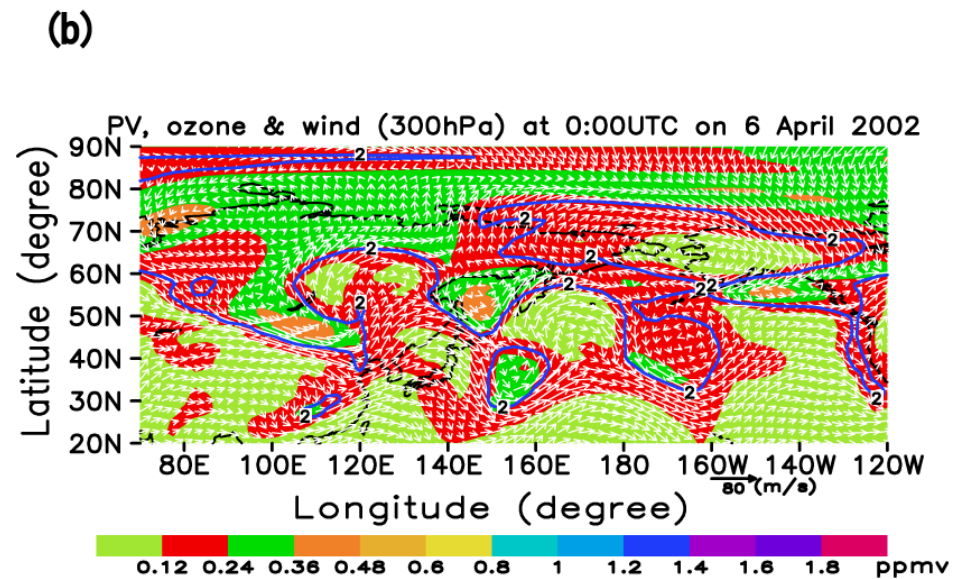 (b)
PV, ozone & wind (300hPa) at 0:00UTC on 6 April 2002
Latitude (degree)
90N
80N
70N
60N
50N
40N
30N
20N
2
2
2
2
2
2
2
2
2
2
2
2
2
80E 100E 120E 140E 160E 180 160W 140W 120W
80 (m/s)
Longitude (degree)
0.12 0.24 0.36 0.48 0.6 0.8 1 1.2 1.4 1.6 1.8 ppmv